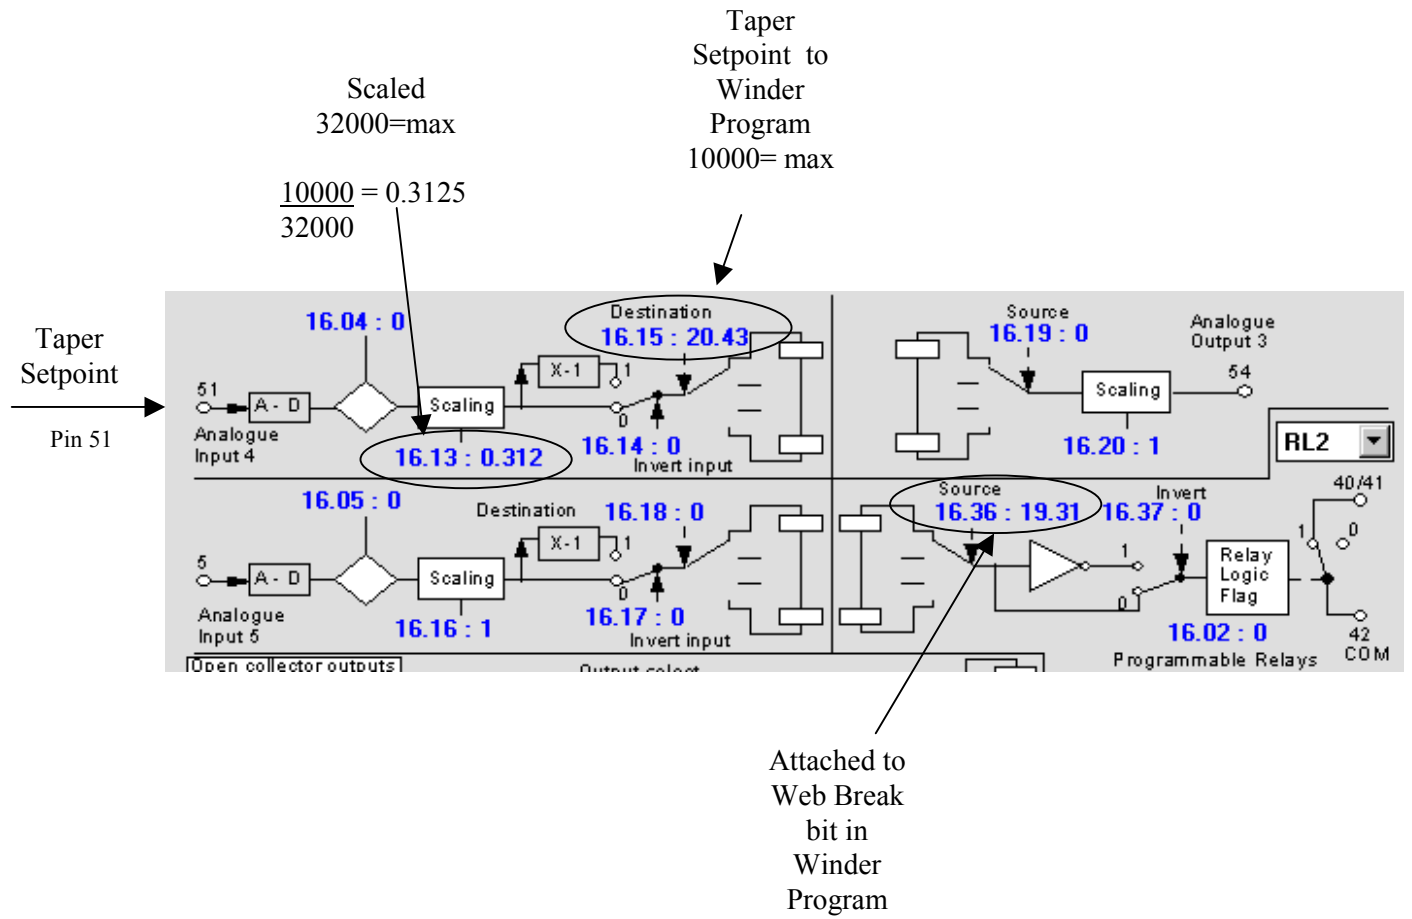 Taper
Setpoint to
Winder
Program
10000= max
Scaled
32000=max
10000 = 0.3125
32000
Taper
Setpoint
Pin 51
16.04 : 0
Destination
16.15 : 20.43
51
A - D
Scaling
X-1
1
0
Analogue
Input 4
16.13 : 0.312
16.14 : 0
Invert input
Source
16.19 : 0
Analogue
Output 3
54
Scaling
16.20 : 1
RL2
16.05 : 0
Destination
16.18 : 0
5
A - D
Scaling
X-1
1
0
Analogue
Input 5
16.16 : 1
16.17 : 0
Invert input
Source
16.36 : 19.31
Invert
16.37 : 0
1
0
Relay
Logic
Flag
16.02 : 0
Programmable Relays
40/41
1
0
42
COM
Open collector outputs
Output select
Attached to
Web Break
bit in
Winder
Program